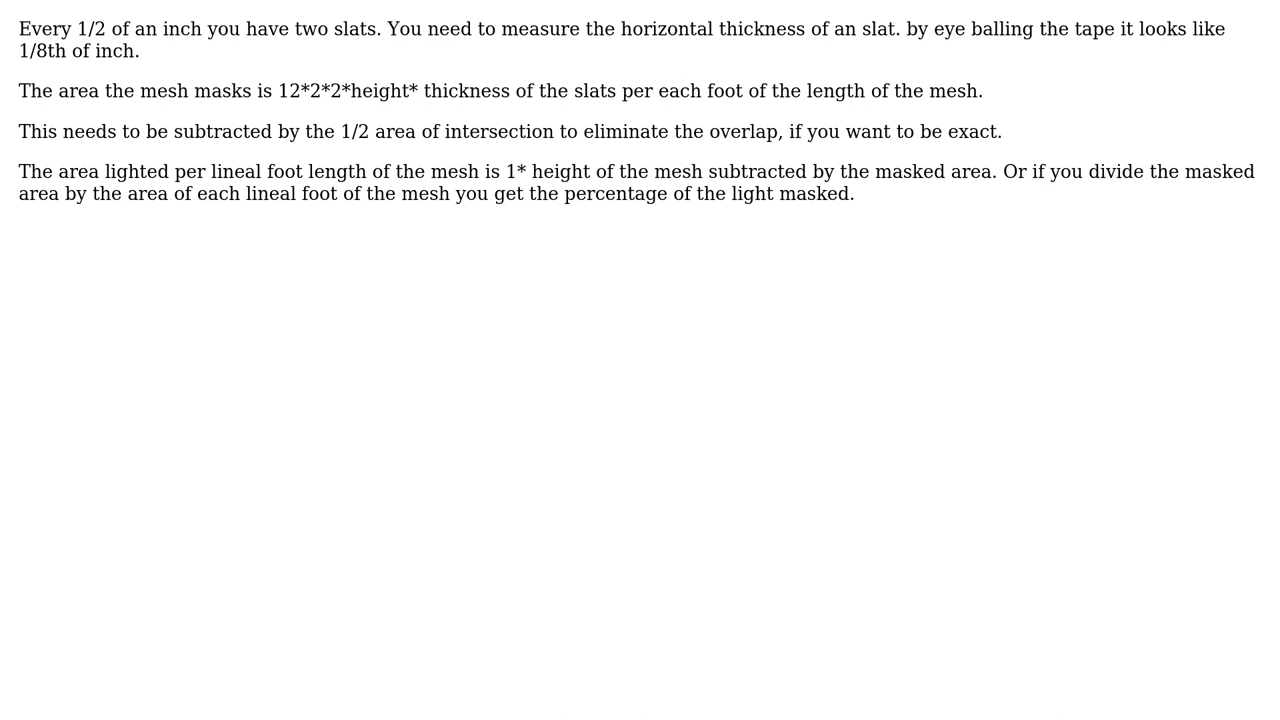 Every 1/2 of an inch you have two slats. You need to measure the horizontal thickness of an slat. by eye balling the tape it looks like
1/8th of inch.
The area the mesh masks is 12*2*2*height* thickness of the slats per each foot of the length of the mesh.
This needs to be subtracted by the 1/2 area of intersection to eliminate the overlap, if you want to be exact.
The area lighted per lineal foot length of the mesh is 1* height of the mesh subtracted by the masked area. Or if you divide the masked
area by the area of each lineal foot of the mesh you get the percentage of the light masked.